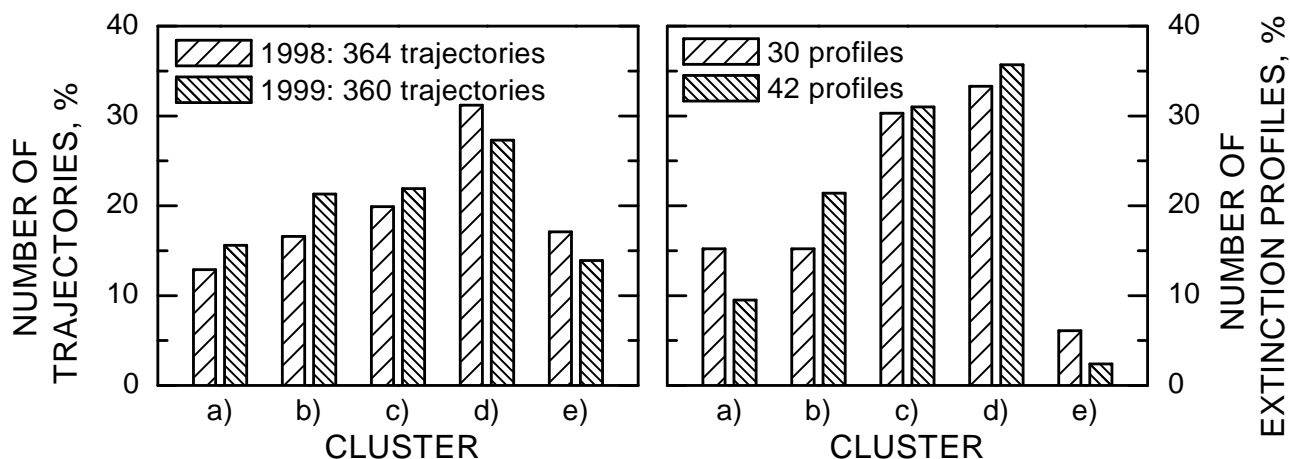 NUMBER OF
TRAJECTORIES, %
40
30
20
10
0
1998: 364 trajectories
1999: 360 trajectories
a) b) c) d) e)
CLUSTER
30 profiles
42 profiles
a) b) c) d) e)
CLUSTER
40
30
20
10
0
NUMBER OF
EXTINCTION PROFILES, %